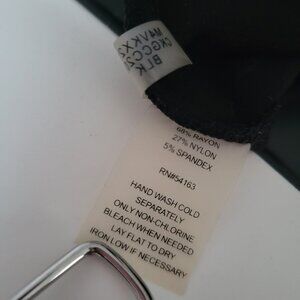 BLK
68% RAYON
27% NYLON
5% SPANDEX
RN#54163
HAND WASH COLD
SEPARATELY
ONLY NON-CHLORINE
BLEACH WHEN NEEDED
LAY FLAT TO DRY
IRON LOW IF NECESSARY